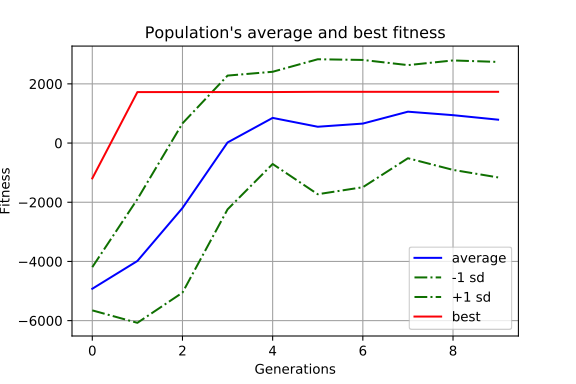 Population's average and best fitness
Fitness
2000
0
−2000
−4000
−6000
0 2 4 6 8
Generations
average
-1 sd
+1 sd
best